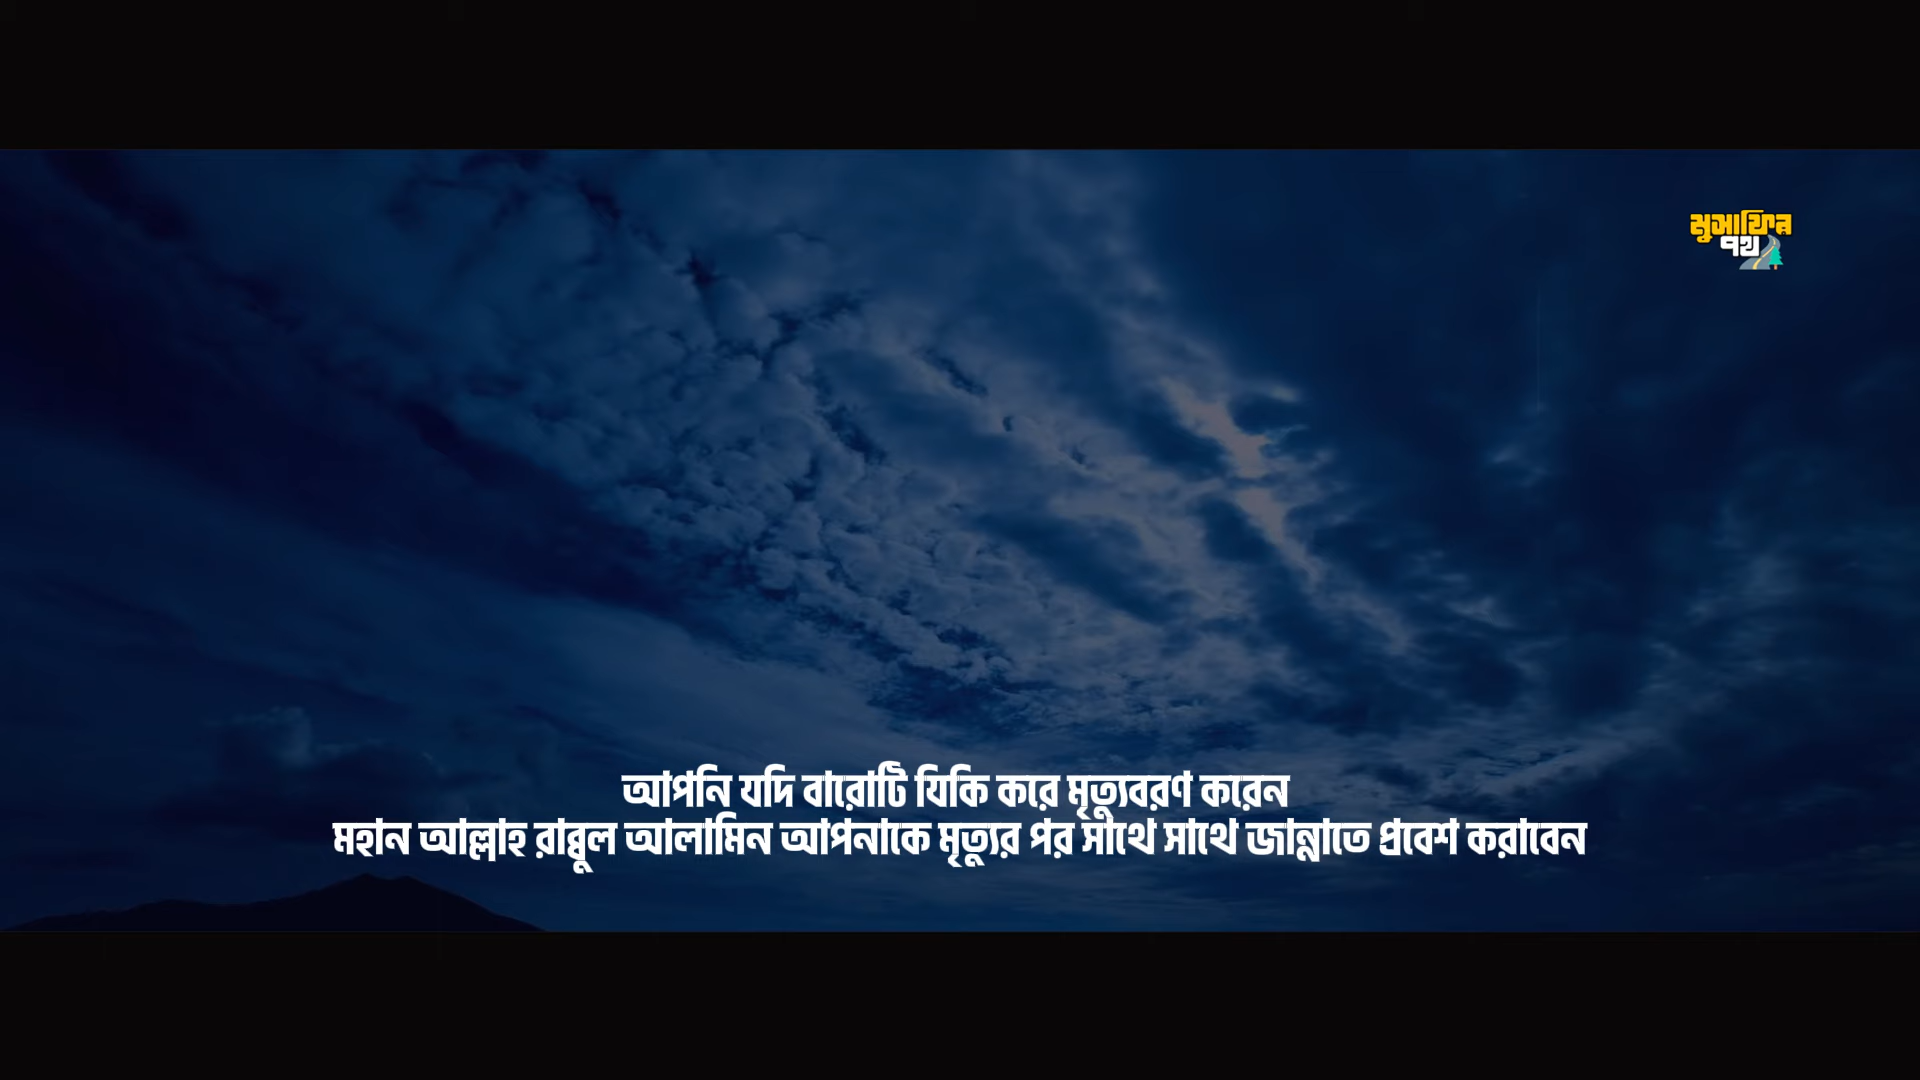 মুসাফির
পথ
আপনি যদি বারোটি যিকি করে মৃত্যুবরণ করেন
মহান আল্লাহ রাব্বুল আলামিন আপনাকে মৃত্যুর পর সাথে সাথে জান্নাতে প্রবেশ করাবেন